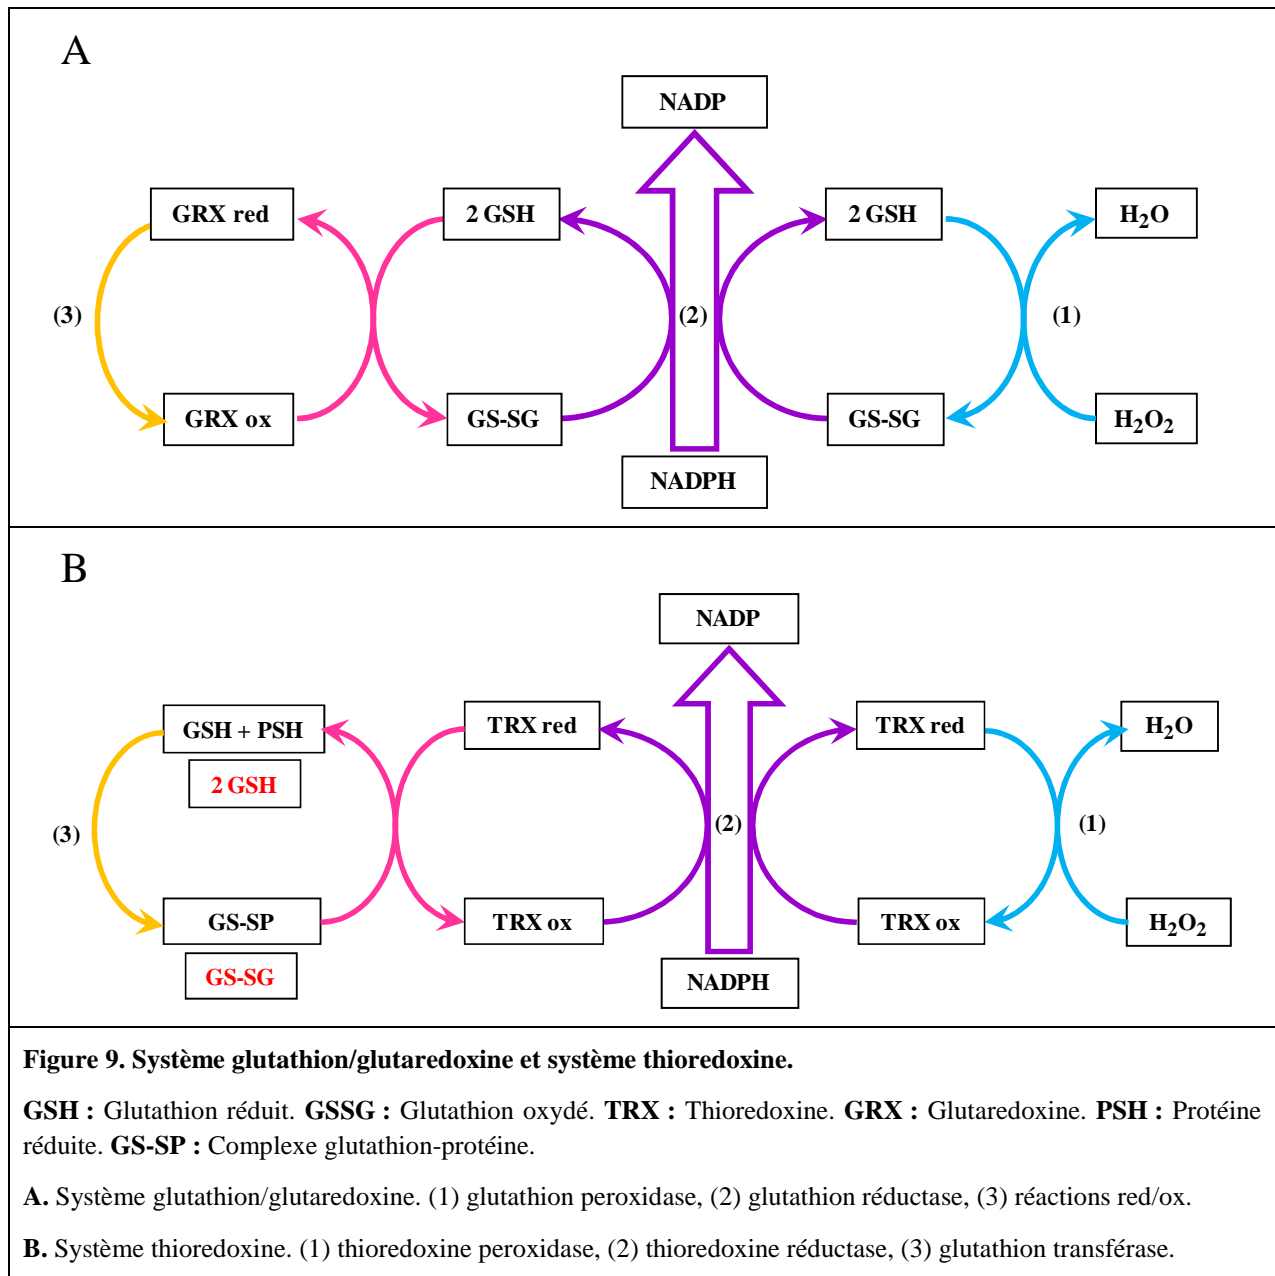 A
NADP
GRX red
2 GSH
2 GSH
H₂O
(3)
(2)
(1)
GRX ox
GS-SG
GS-SG
H₂O₂
NADPH
B
NADP
GSH + PSH
TRX red
TRX red
H₂O
2 GSH
(3)
(2)
(1)
GS-SP
TRX ox
TRX ox
H₂O₂
GS-SG
NADPH
Figure 9. Système glutathion/glutaredoxine et système thioredoxine.
GSH : Glutathion réduit. GSSG : Glutathion oxydé. TRX : Thioredoxine. GRX : Glutaredoxine. PSH : Protéine
réduite. GS-SP : Complexe glutathion-protéine.
A. Système glutathion/glutaredoxine. (1) glutathion peroxidase, (2) glutathion réductase, (3) réactions red/ox.
B. Système thioredoxine. (1) thioredoxine peroxidase, (2) thioredoxine réductase, (3) glutathion transférase.